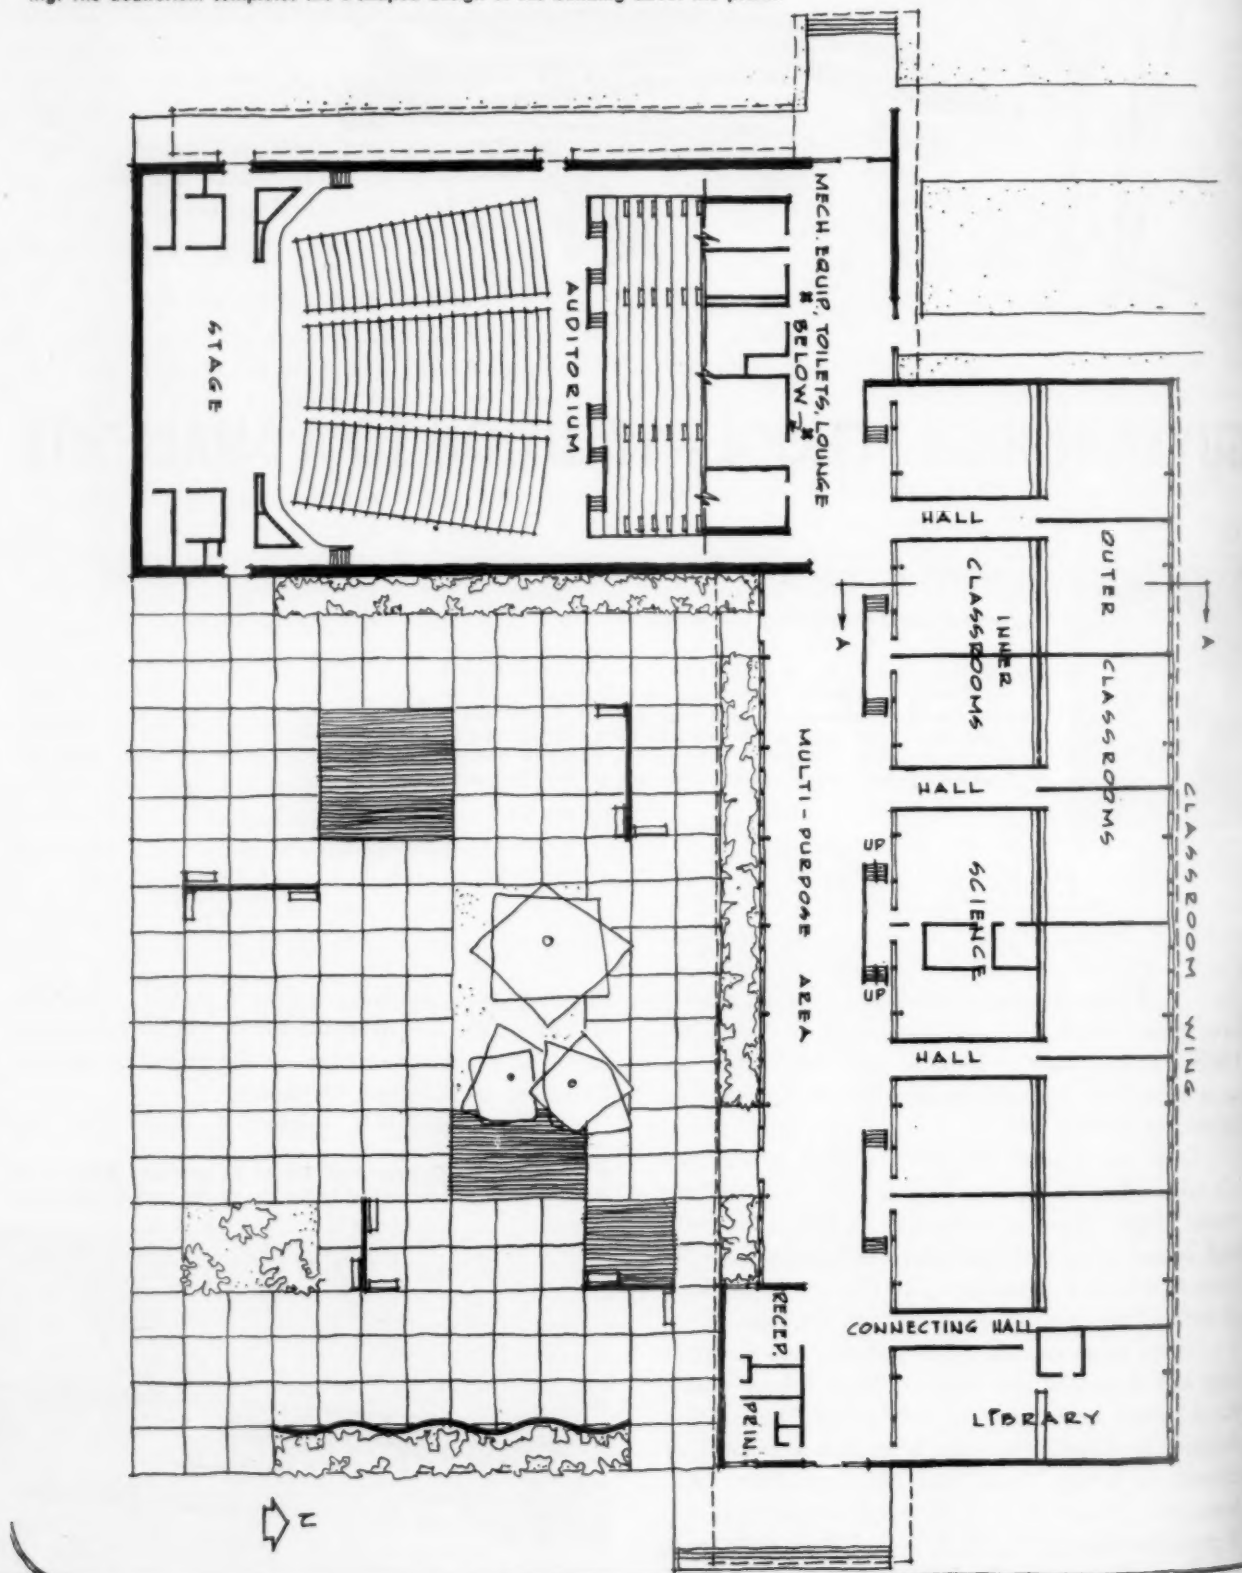 STAGE
AUDITORIUM
MECH. EQUIP., TOILETS, LOUNGE
BELOW
HALL
INNER
CLASSROOMS
OUTER CLASSROOMS
A
A
MULTI-PURPOSE AREA
HALL
UP
SCIENCE
UP
HALL
CLASSROOM WING
CONNECTING HALL
RECEP.
PRIN.
LIBRARY
N